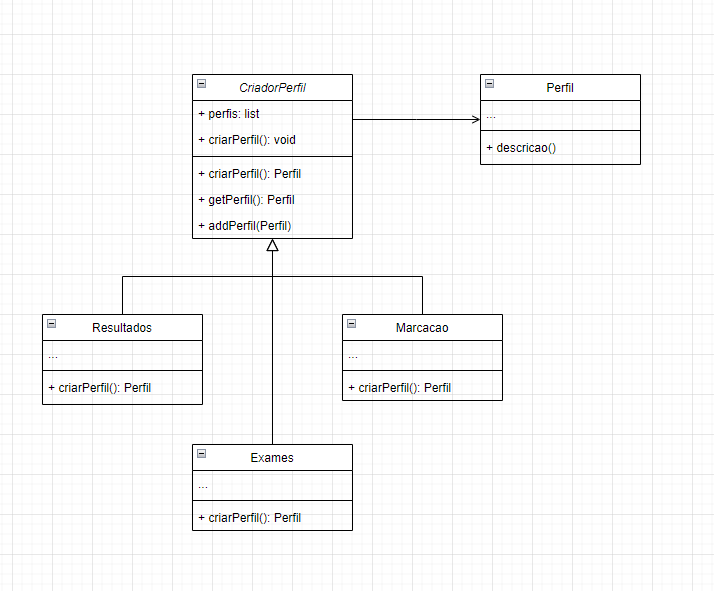 CriadorPerfil
+ perfis: list
+ criarPerfil(): void
+ criarPerfil(): Perfil
+ getPerfil(): Perfil
+ addPerfil(Perfil)
Perfil
...
+ descricao()
Resultados
...
+ criarPerfil(): Perfil
Marcacao
...
+ criarPerfil(): Perfil
Exames
...
+ criarPerfil(): Perfil